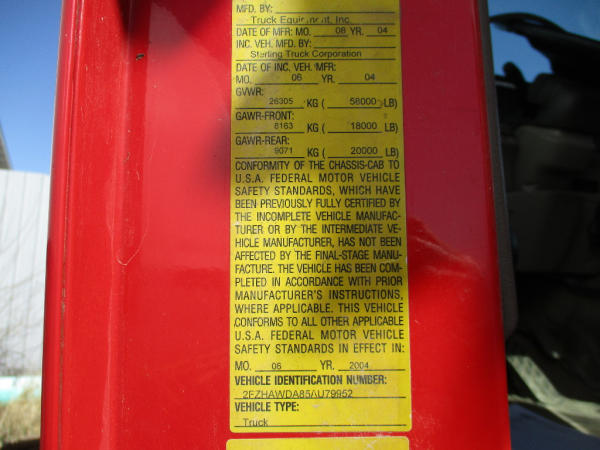 MFD. BY:
Truck Equipment, Inc.
DATE OF MFR: MO. 08 YR. 04
INC. VEH. MFD. BY:
Sterling Truck Corporation
DATE OF INC. VEH. MFR:
MO. 06 YR. 04
GVWR:
26305 KG ( 58000 LB)
GAWR-FRONT:
8163 KG ( 18000 LB)
GAWR-REAR:
9071 KG ( 20000 LB)
CONFORMITY OF THE CHASSIS-CAB TO
U.S.A. FEDERAL MOTOR VEHICLE
SAFETY STANDARDS, WHICH HAVE
BEEN PREVIOUSLY FULLY CERTIFIED BY
THE INCOMPLETE VEHICLE MANUFAC-
TURER OR BY THE INTERMEDIATE VE-
HICLE MANUFACTURER, HAS NOT BEEN
AFFECTED BY THE FINAL-STAGE MANU-
FACTURE. THE VEHICLE HAS BEEN COM-
PLETED IN ACCORDANCE WITH PRIOR
MANUFACTURER'S INSTRUCTIONS,
WHERE APPLICABLE. THIS VEHICLE
CONFORMS TO ALL OTHER APPLICABLE
U.S.A. FEDERAL MOTOR VEHICLE
SAFETY STANDARDS IN EFFECT IN:
MO. 06 YR. 2004
VEHICLE IDENTIFICATION NUMBER:
2FZHAWDA85AU79952
VEHICLE TYPE:
Truck